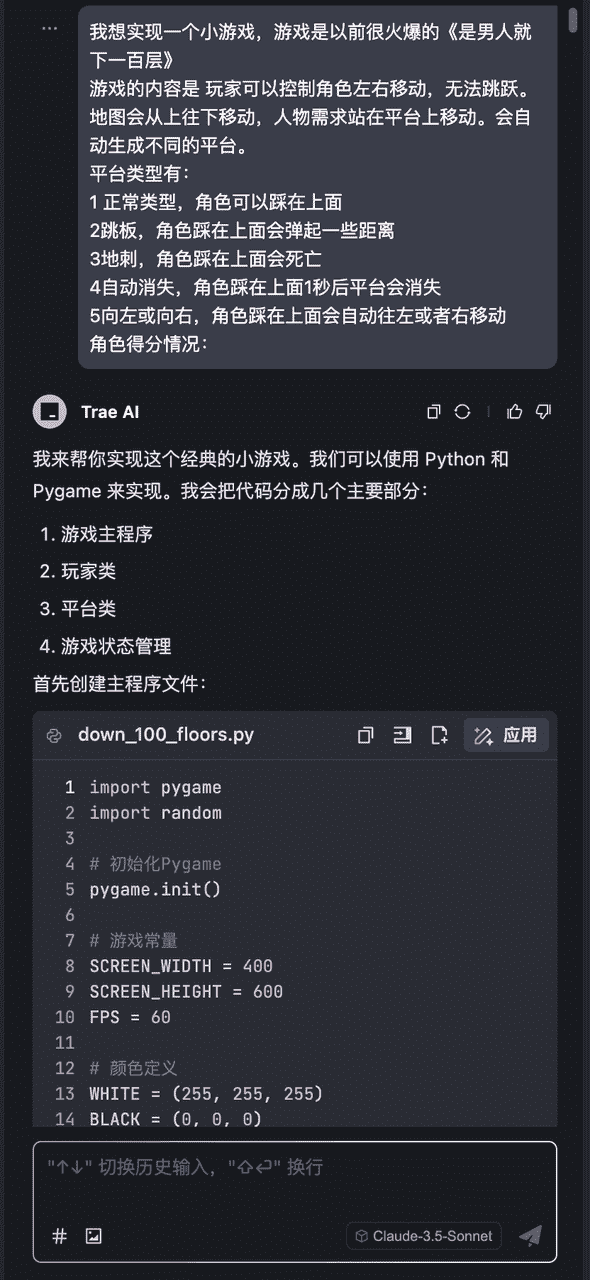 我想实现一个小游戏，游戏是以前很火爆的《是男人就
下一百层》
游戏的内容是 玩家可以控制角色左右移动，无法跳跃。
地图会从上往下移动，人物需求站在平台上移动。会自
动生成不同的平台。
平台类型有：
1 正常类型，角色可以踩在上面
2跳板，角色踩在上面会弹起一些距离
3地刺，角色踩在上面会死亡
4自动消失，角色踩在上面1秒后平台会消失
5向左或向右，角色踩在上面会自动往左或者右移动
角色得分情况：
Trae AI
我来帮你实现这个经典的小游戏。我们可以使用 Python 和
Pygame 来实现。我会把代码分成几个主要部分：
1. 游戏主程序
2. 玩家类
3. 平台类
4. 游戏状态管理
首先创建主程序文件：
down_100_floors.py
应用
1 import pygame
2 import random
3
4 # 初始化Pygame
5 pygame.init()
6
7 # 游戏常量
8 SCREEN_WIDTH = 400
9 SCREEN_HEIGHT = 600
10 FPS = 60
11
12 # 颜色定义
13 WHITE = (255, 255, 255)
14 BLACK = (0, 0, 0)
"↑↓" 切换历史输入，"⇧⏎" 换行
# Claude-3.5-Sonnet